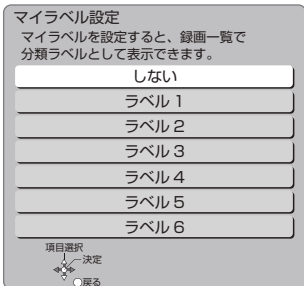 マイラベル設定
マイラベルを設定すると、録画一覧で
分類ラベルとして表示できます。
しない
ラベル 1
ラベル 2
ラベル 3
ラベル 4
ラベル 5
ラベル 6
項目選択
決定
戻る